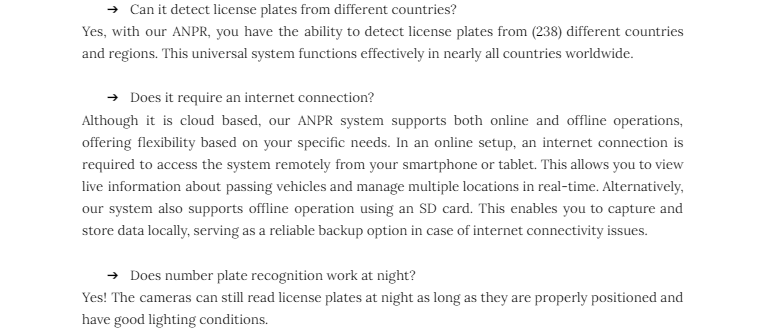 ➔ Can it detect license plates from different countries?
Yes, with our ANPR, you have the ability to detect license plates from (238) different countries
and regions. This universal system functions effectively in nearly all countries worldwide.
➔ Does it require an internet connection?
Although it is cloud based, our ANPR system supports both online and offline operations,
offering flexibility based on your specific needs. In an online setup, an internet connection is
required to access the system remotely from your smartphone or tablet. This allows you to view
live information about passing vehicles and manage multiple locations in real-time. Alternatively,
our system also supports offline operation using an SD card. This enables you to capture and
store data locally, serving as a reliable backup option in case of internet connectivity issues.
➔ Does number plate recognition work at night?
Yes! The cameras can still read license plates at night as long as they are properly positioned and
have good lighting conditions.